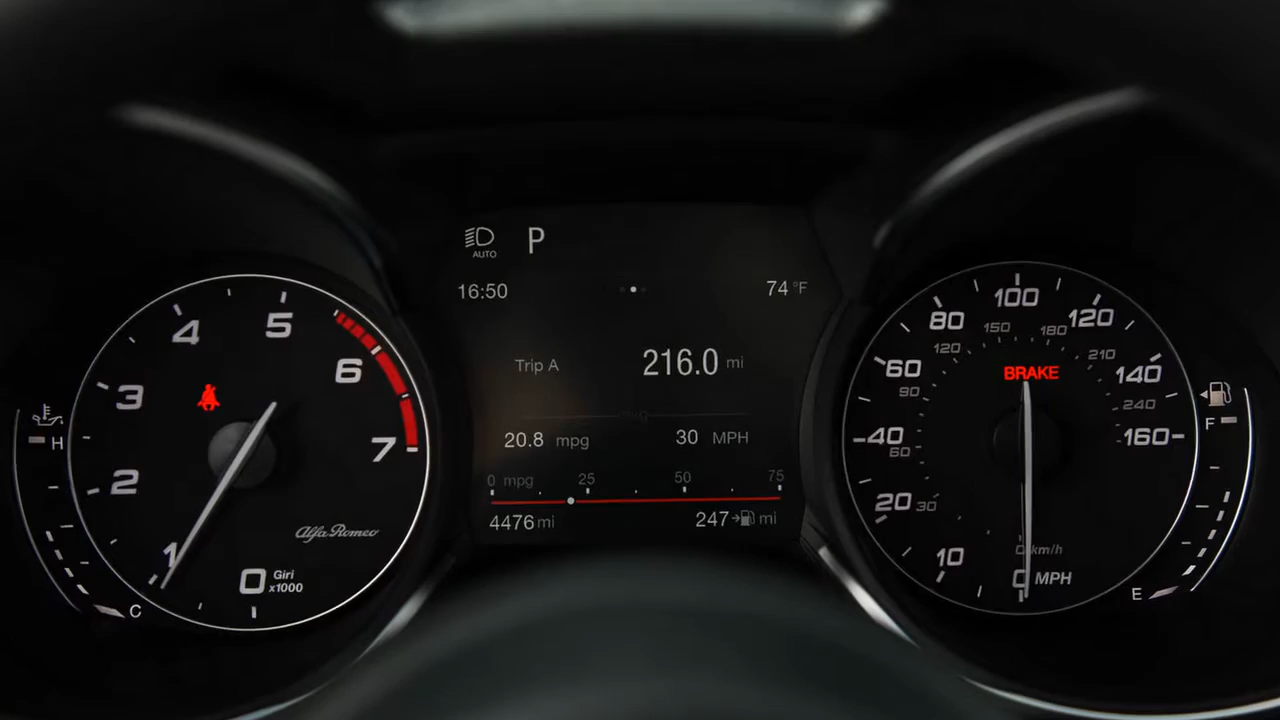 AUTO
P
16:50
74 °F
Trip A
216.0 mi
20.8 mpg
30 MPH
0 mpg 25 50 75
4476 mi
247 mi
H
C
0
1
2
3
4
5
6
7
Giri
x1000
Alfa Romeo
BRAKE
0 MPH
10
20
40
60
80
100
120
140
160
0 km/h
30
60
90
120
150
180
210
240
F
E